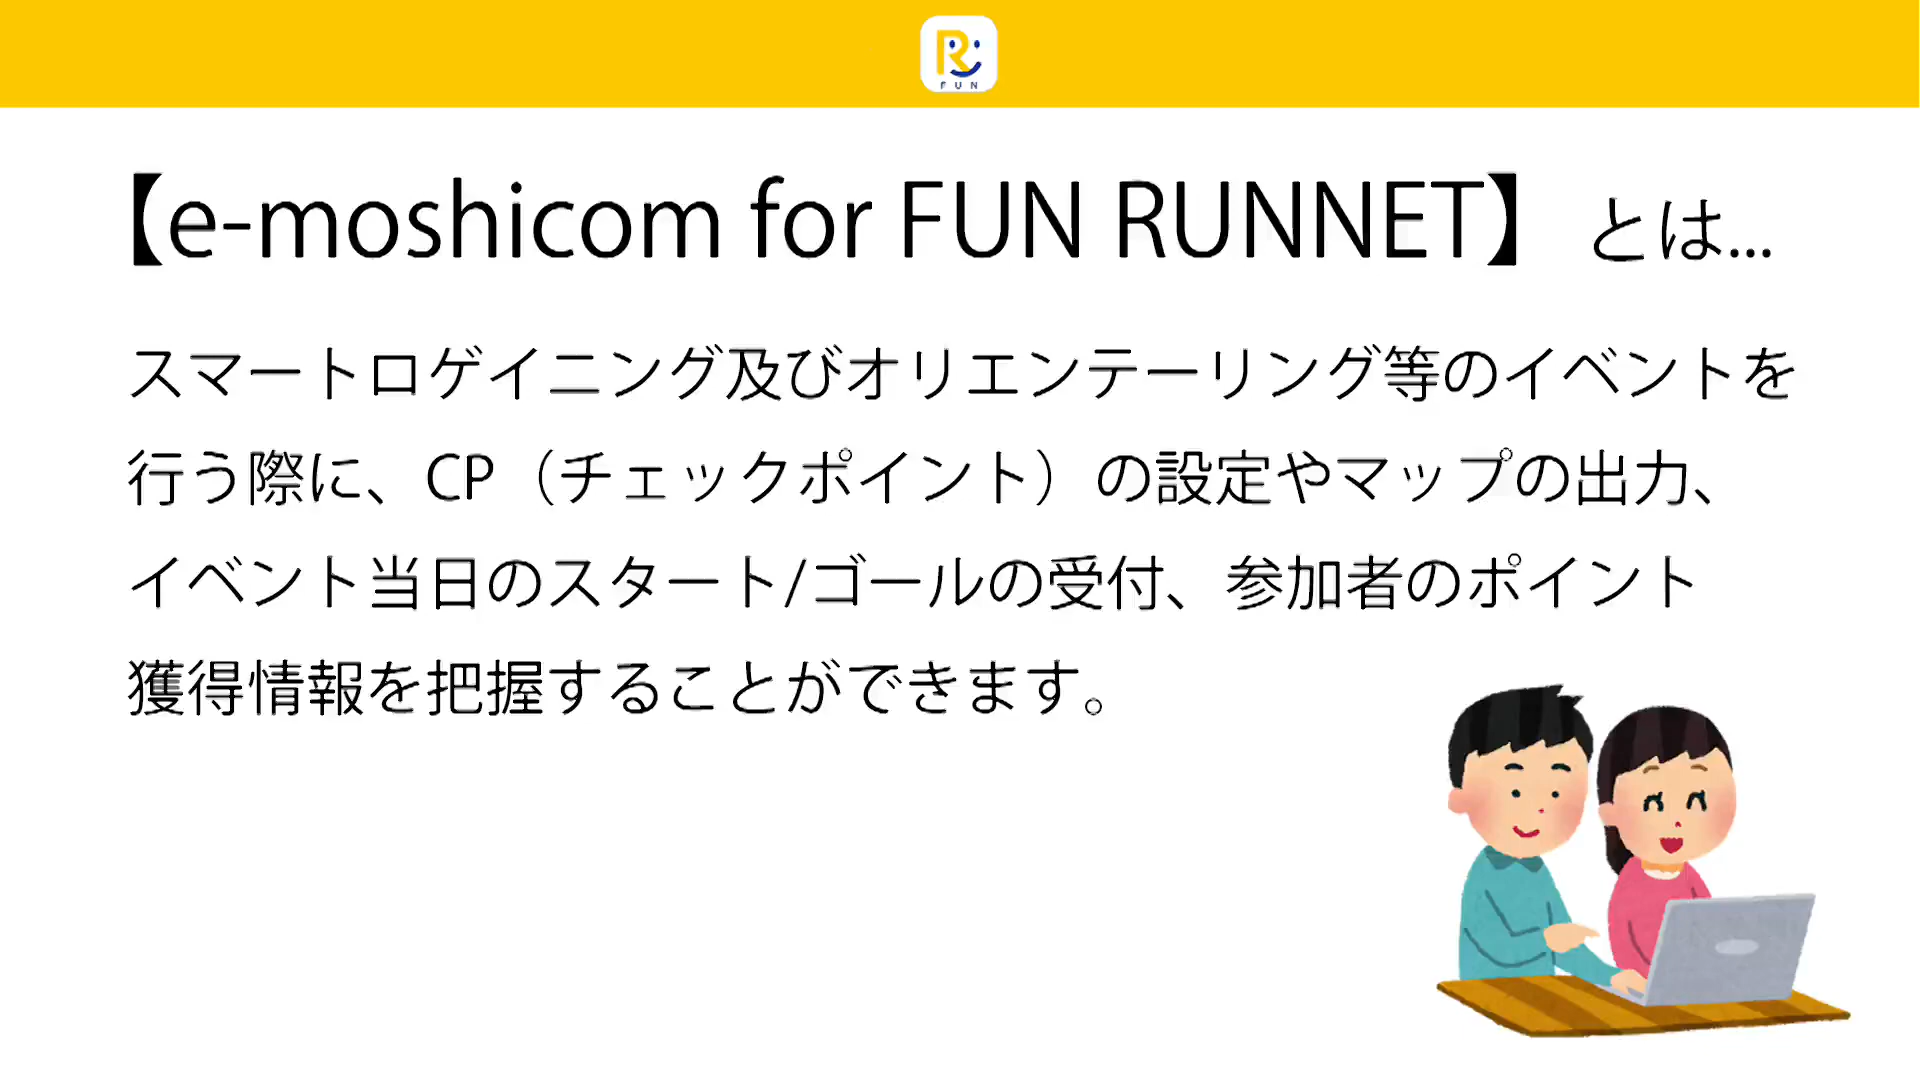 R
FUN
【e-moshicom for FUN RUNNET】とは...
スマートロゲイニング及びオリエンテーリング等のイベントを
行う際に、CP（チェックポイント）の設定やマップの出力、
イベント当日のスタート/ゴールの受付、参加者のポイント
獲得情報を把握することができます。